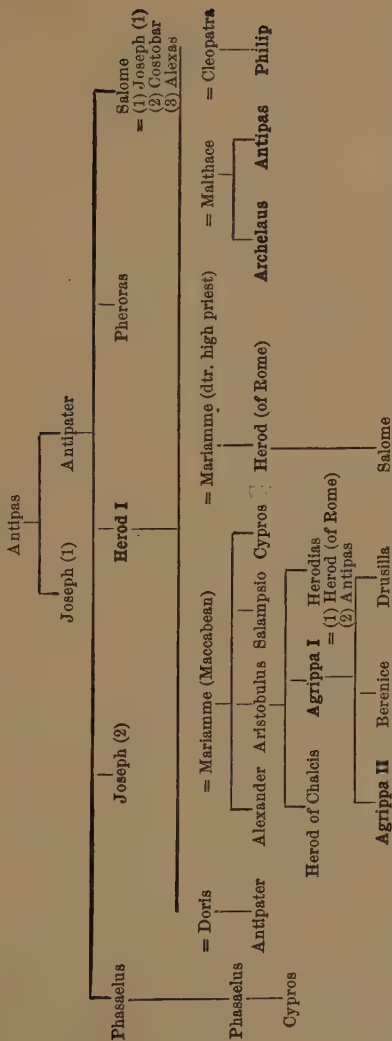 Antipas
Joseph (1) Antipater
Phasaelus Joseph (2) Herod I Pheroras Salome
= (1) Joseph (1)
(2) Costobar
(3) Alexas
= Doris = Mariamme (Maccabean) = Mariamme (dtr. high priest) = Malthace = Cleopatra
Phasaelus Antipater Alexander Aristobulus Salampsio Cypros Herod (of Rome) Archelaus Antipas Philip
Cypros Herod of Chalcis Agrippa I Herodias
= (1) Herod (of Rome)
(2) Antipas
Agrippa II Berenice Drusilla Salome